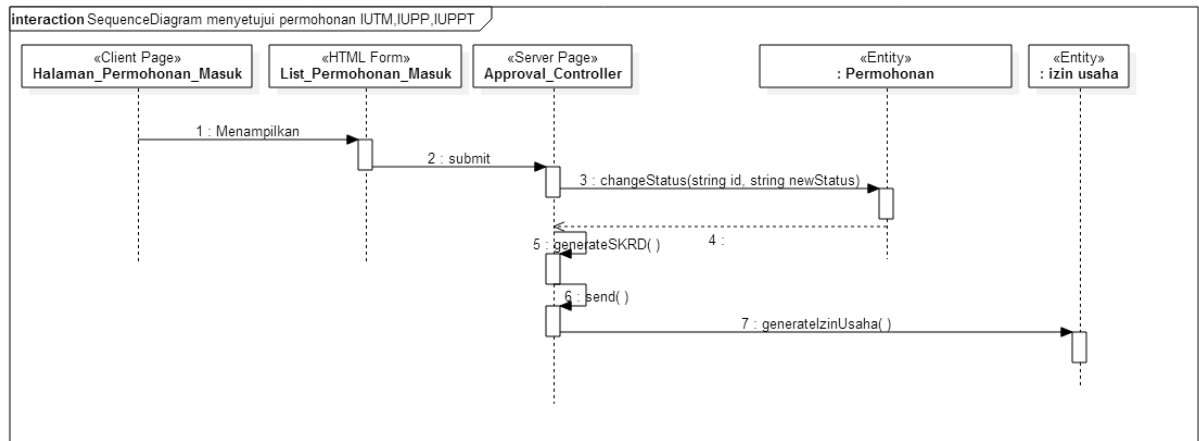 interaction SequenceDiagram menyetujui permohonan IUTM,IUPP,IUPPT
«Client Page»
Halaman_Permohonan_Masuk
«HTML Form»
List_Permohonan_Masuk
«Server Page»
Approval_Controller
«Entity»
: Permohonan
«Entity»
: izin usaha
1 : Menampilkan
2 : submit
3 : changeStatus(string id, string newStatus)
4 :
5 : generateSKRD( )
6 : send( )
7 : generateIzinUsaha( )